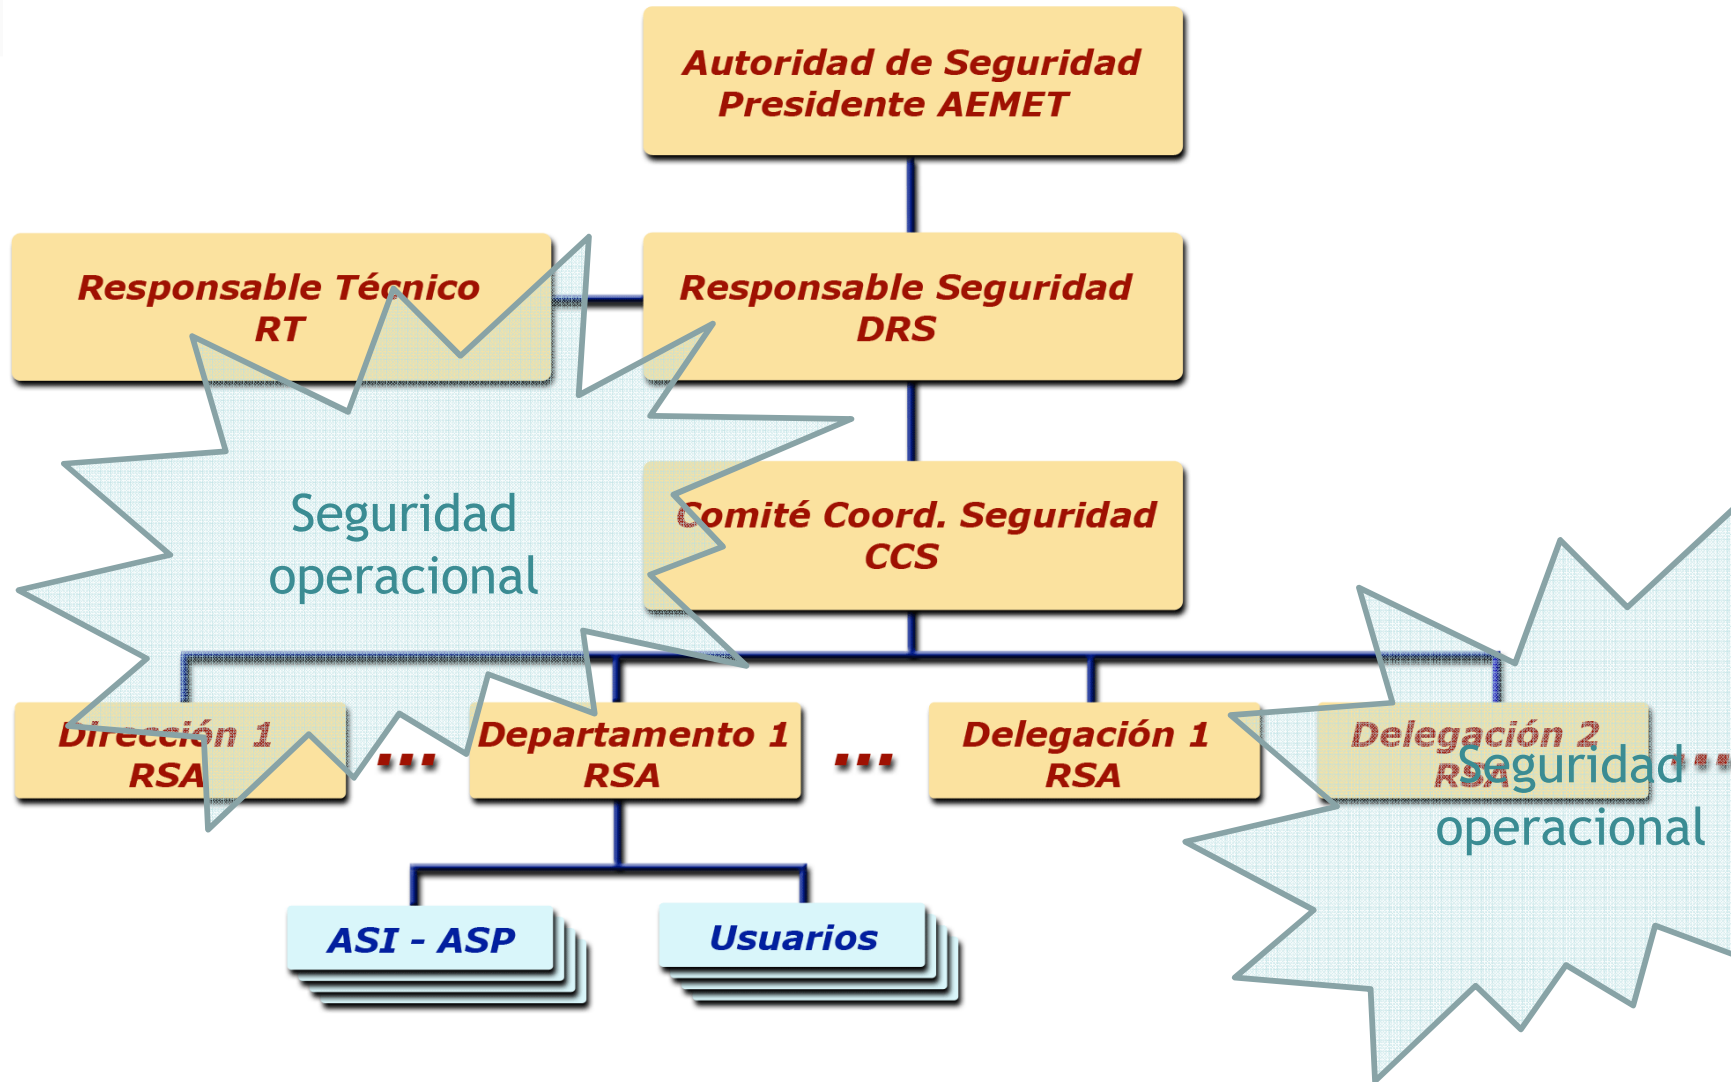 Autoridad de Seguridad
Presidente AEMET
Responsable Técnico
RT
Responsable Seguridad
DRS
Comité Coord. Seguridad
CCS
Seguridad
operacional
Dirección 1
RSA
...
Departamento 1
RSA
...
Delegación 1
RSA
Delegación 2
RSA
...
Seguridad
operacional
ASI - ASP
Usuarios